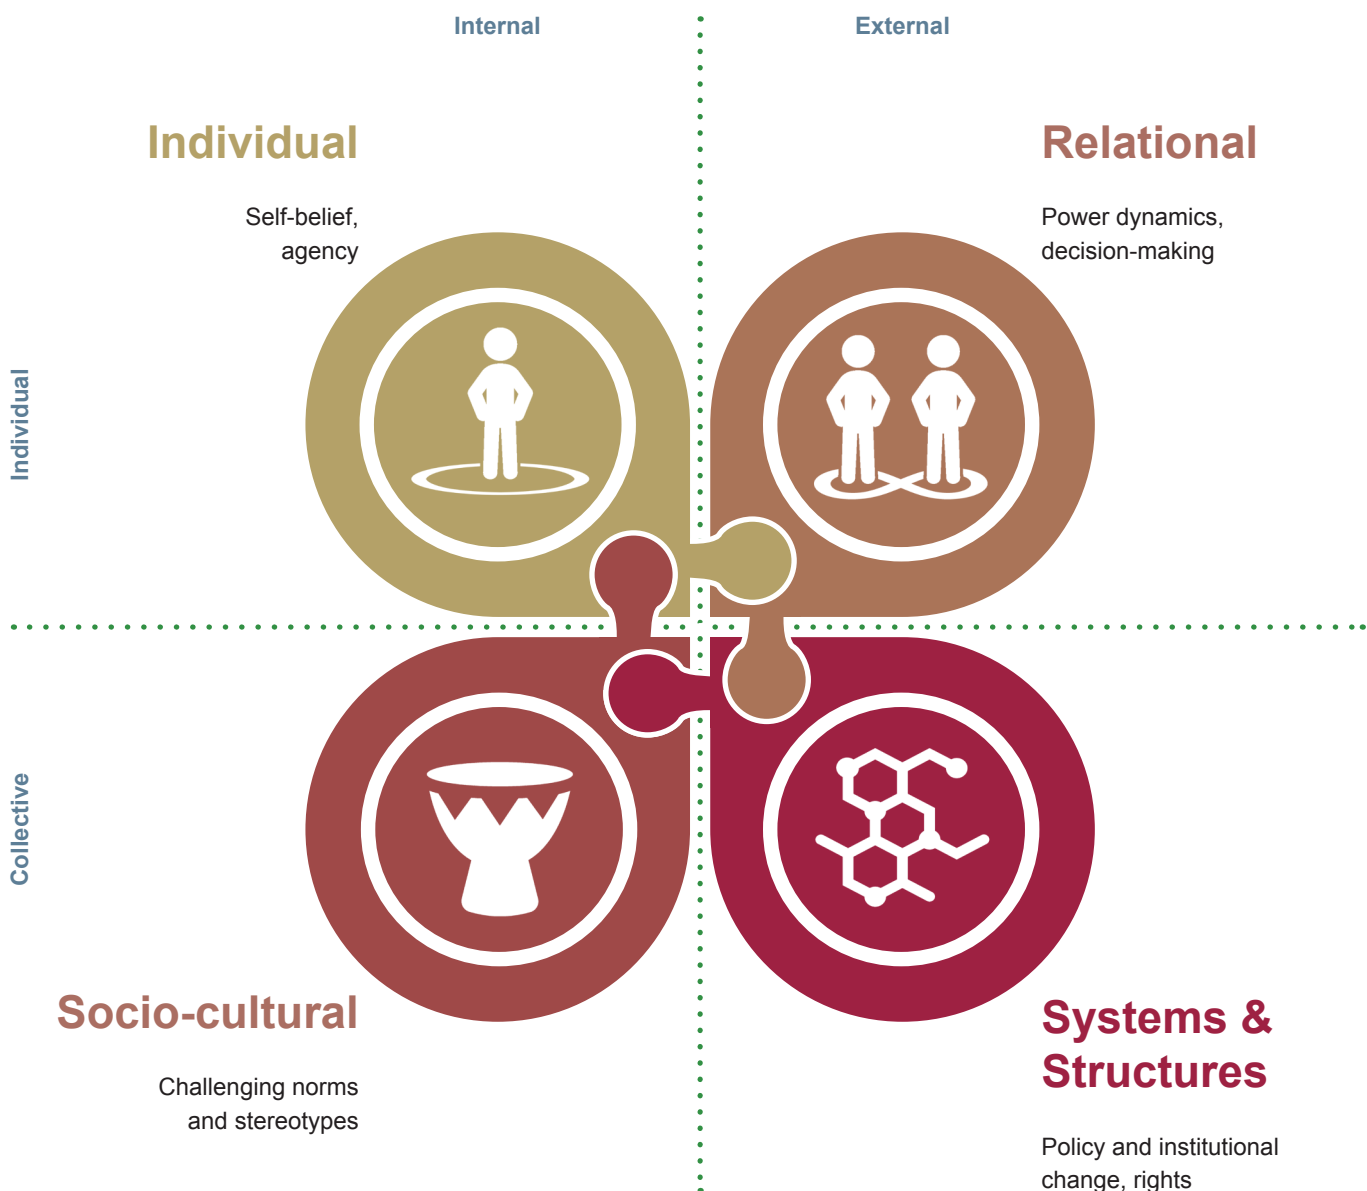 Internal
External
Individual
Relational
Self-belief,
agency
Power dynamics,
decision-making
Individual
Collective
Socio-cultural
Challenging norms
and stereotypes
Systems &
Structures
Policy and institutional
change, rights